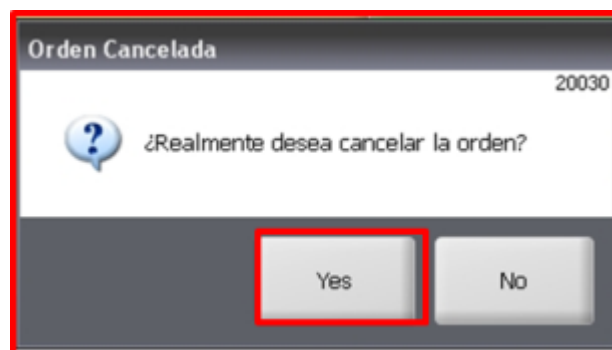 Orden Cancelada
20030
¿Realmente desea cancelar la orden?
Yes
No